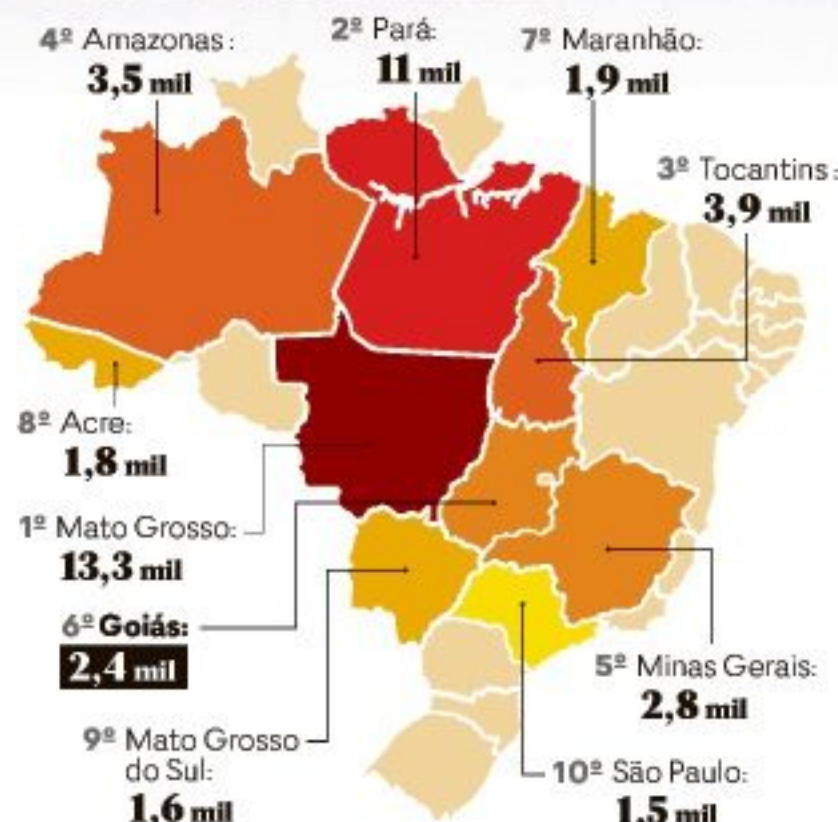 4º Amazonas:
3,5 mil
2º Pará:
11 mil
7º Maranhão:
1,9 mil
3º Tocantins:
3,9 mil
8º Acre:
1,8 mil
1º Mato Grosso:
13,3 mil
6º Goiás:
2,4 mil
5º Minas Gerais:
2,8 mil
9º Mato Grosso
do Sul:
1,6 mil
10º São Paulo:
1,5 mil